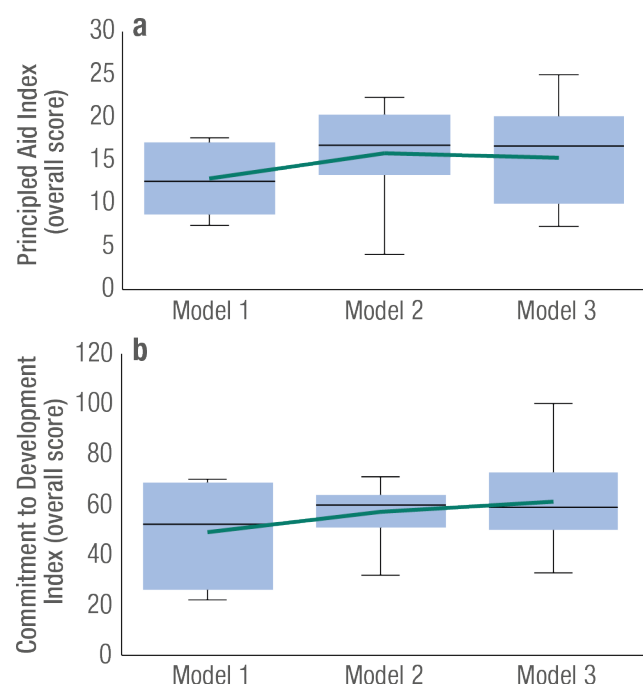 a
Principled Aid Index
(overall score)
30
25
20
15
10
5
0
Model 1 Model 2 Model 3
b
Commitment to Development
Index (overall score)
120
100
80
60
40
20
0
Model 1 Model 2 Model 3